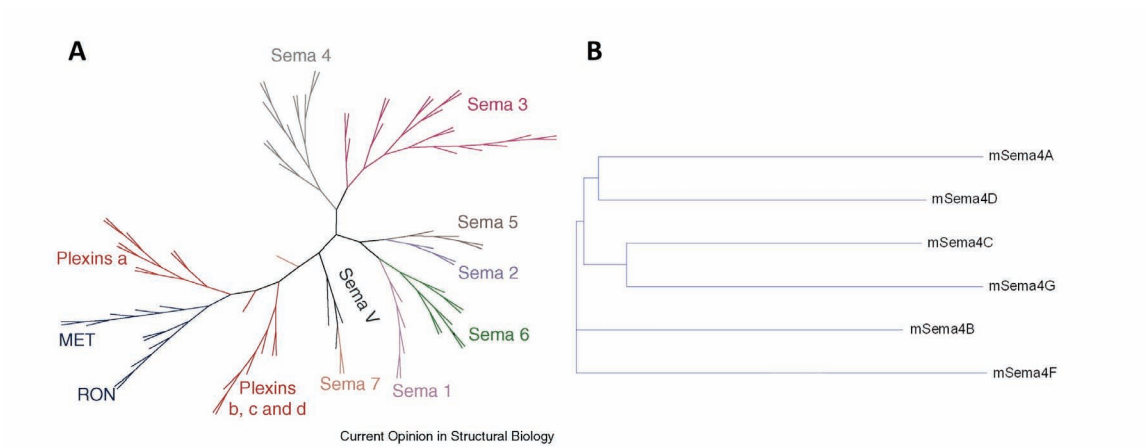 A
B
Sema 4
Sema 3
Sema 5
Sema 2
Sema V
Sema 6
Sema 7
Sema 1
Plexins a
MET
RON
Plexins
b, c and d
Current Opinion in Structural Biology
mSema4A
mSema4D
mSema4C
mSema4G
mSema4B
mSema4F